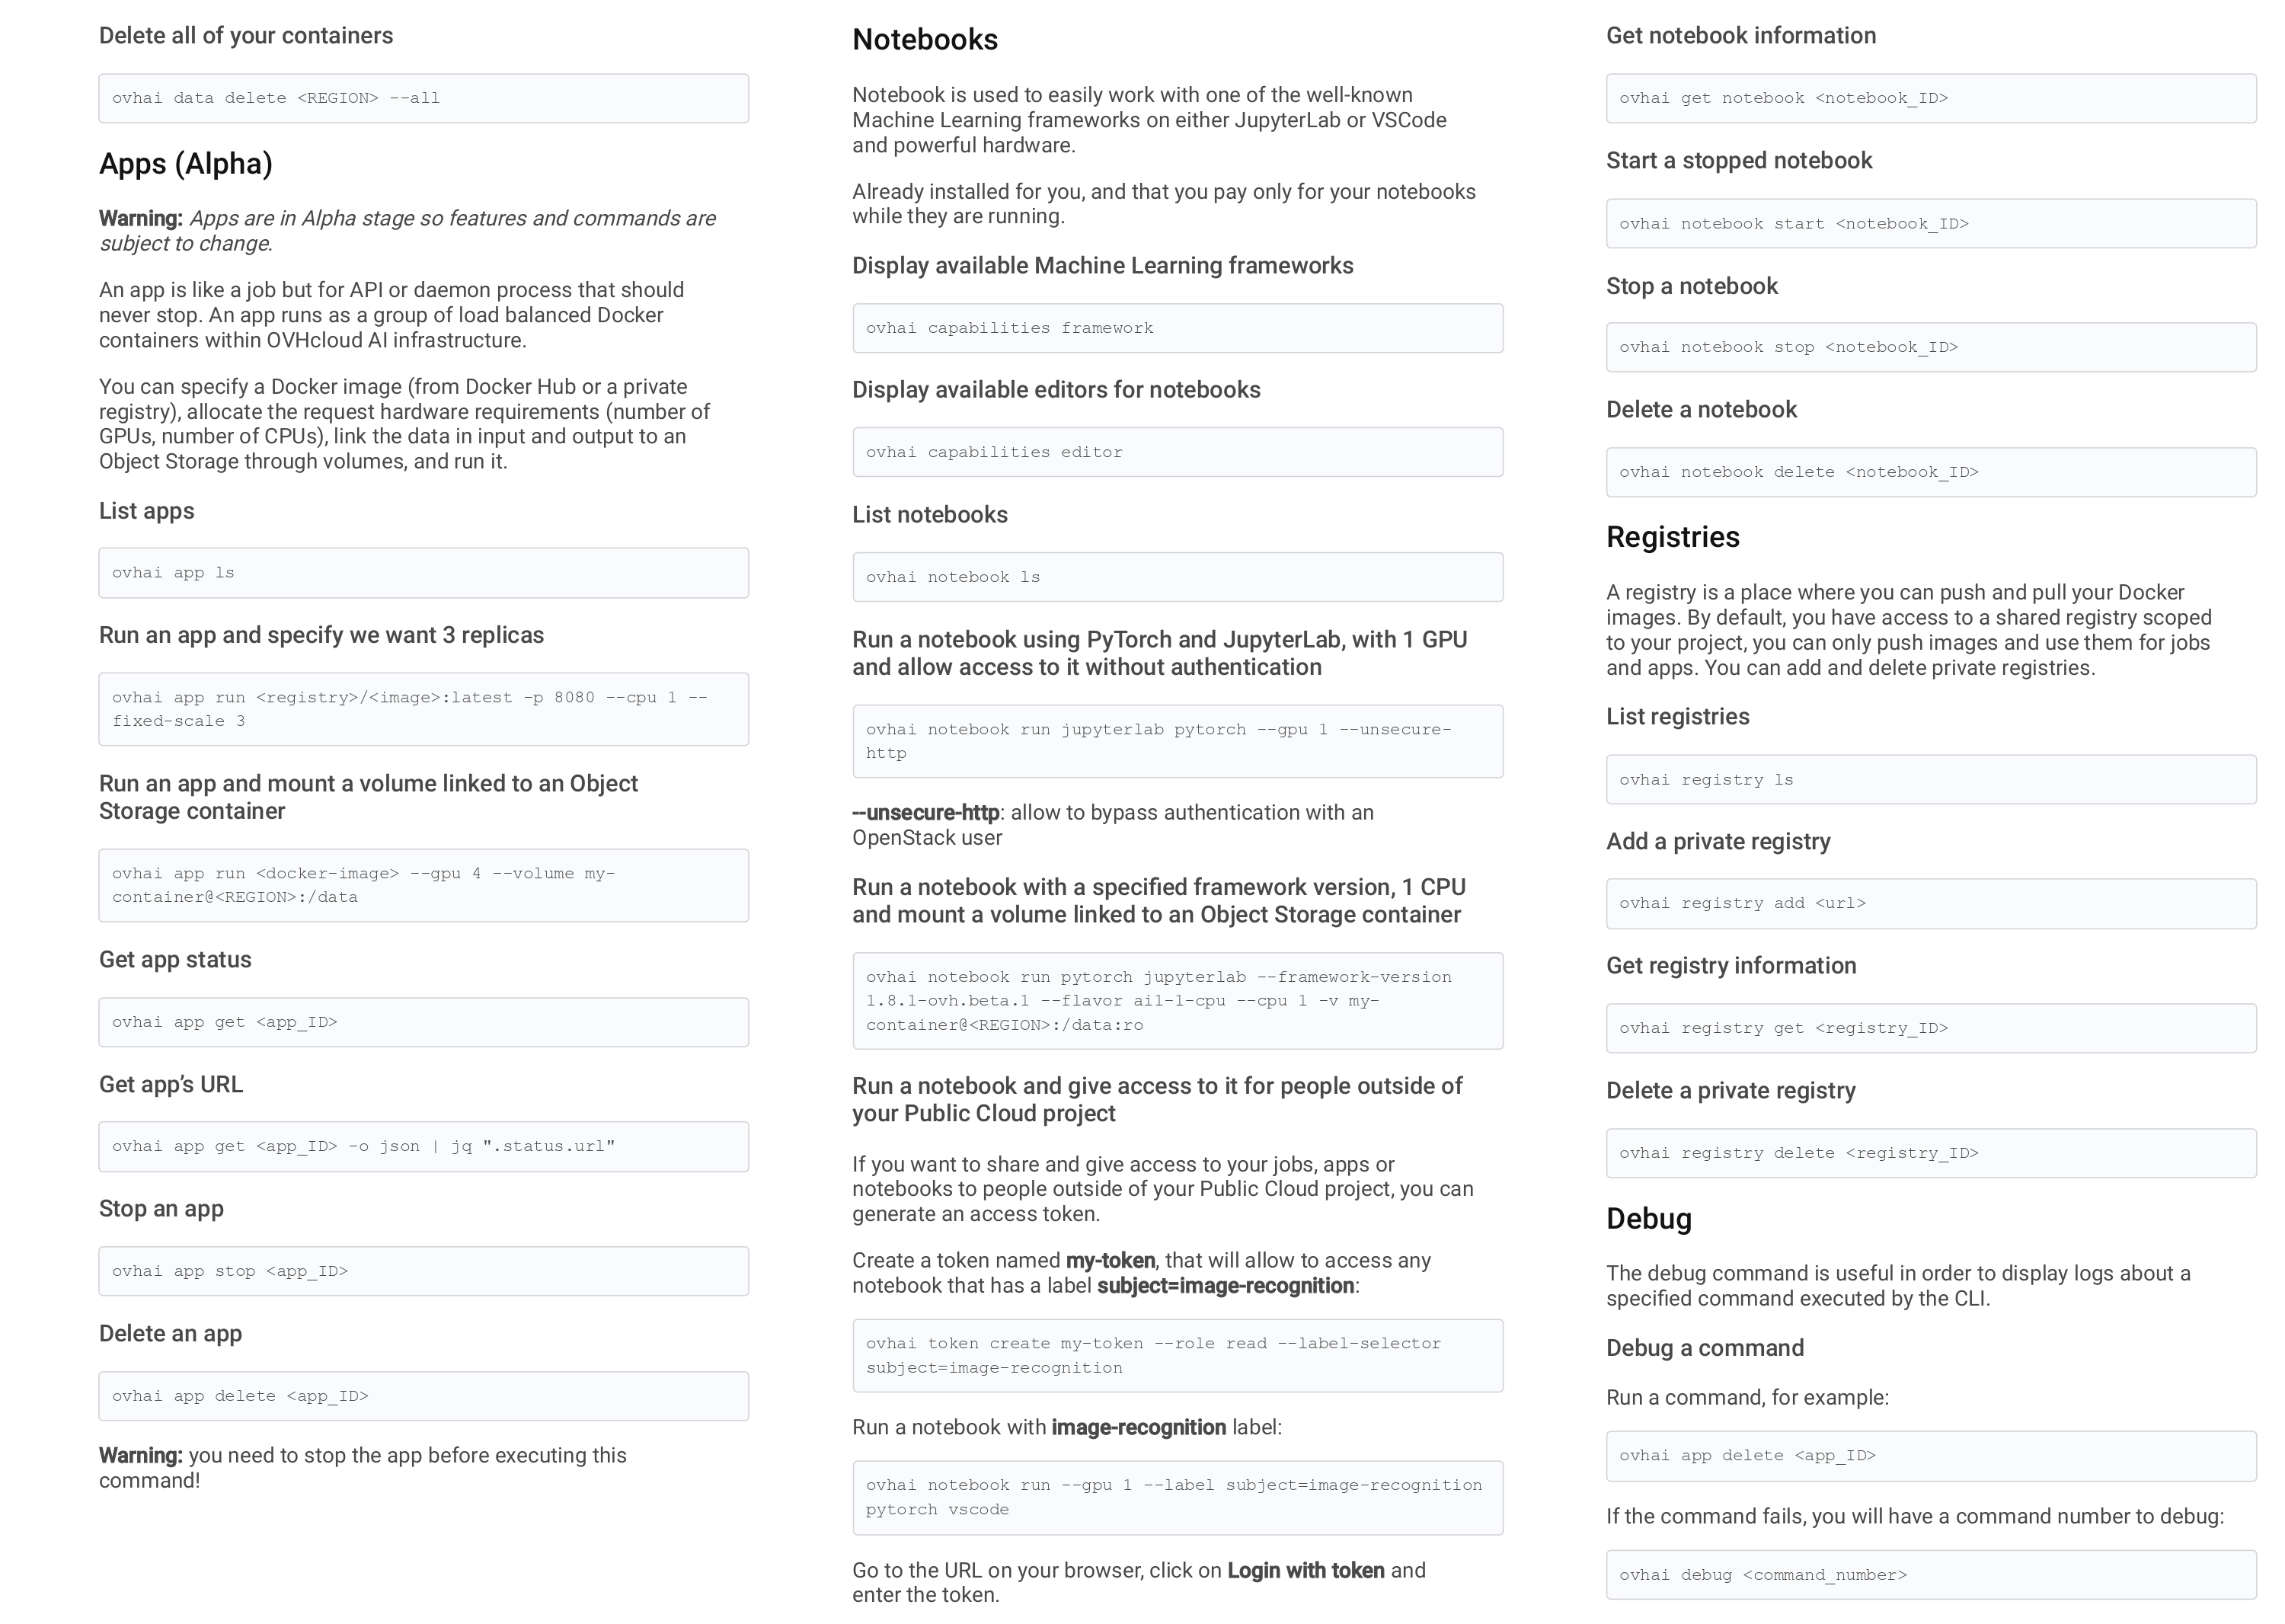 Delete all of your containers
ovhai data delete <REGION> --all
Apps (Alpha)
Warning: Apps are in Alpha stage so features and commands are
subject to change.
An app is like a job but for API or daemon process that should
never stop. An app runs as a group of load balanced Docker
containers within OVHcloud AI infrastructure.
You can specify a Docker image (from Docker Hub or a private
registry), allocate the request hardware requirements (number of
GPUs, number of CPUs), link the data in input and output to an
Object Storage through volumes, and run it.
List apps
ovhai app ls
Run an app and specify we want 3 replicas
ovhai app run <registry>/<image>:latest -p 8080 --cpu 1 --
fixed-scale 3
Run an app and mount a volume linked to an Object
Storage container
ovhai app run <docker-image> --gpu 4 --volume my-
container@<REGION>:/data
Get app status
ovhai app get <app_ID>
Get app’s URL
ovhai app get <app_ID> -o json | jq ".status.url"
Stop an app
ovhai app stop <app_ID>
Delete an app
ovhai app delete <app_ID>
Warning: you need to stop the app before executing this
command!
Notebooks
Notebook is used to easily work with one of the well-known
Machine Learning frameworks on either JupyterLab or VSCode
and powerful hardware.
Already installed for you, and that you pay only for your notebooks
while they are running.
Display available Machine Learning frameworks
ovhai capabilities framework
Display available editors for notebooks
ovhai capabilities editor
List notebooks
ovhai notebook ls
Run a notebook using PyTorch and JupyterLab, with 1 GPU
and allow access to it without authentication
ovhai notebook run jupyterlab pytorch --gpu 1 --unsecure-
http
--unsecure-http: allow to bypass authentication with an
OpenStack user
Run a notebook with a specified framework version, 1 CPU
and mount a volume linked to an Object Storage container
ovhai notebook run pytorch jupyterlab --framework-version
1.8.1-ovh.beta.1 --flavor ai1-1-cpu --cpu 1 -v my-
container@<REGION>:/data:ro
Run a notebook and give access to it for people outside of
your Public Cloud project
If you want to share and give access to your jobs, apps or
notebooks to people outside of your Public Cloud project, you can
generate an access token.
Create a token named my-token, that will allow to access any
notebook that has a label subject=image-recognition:
ovhai token create my-token --role read --label-selector
subject=image-recognition
Run a notebook with image-recognition label:
ovhai notebook run --gpu 1 --label subject=image-recognition
pytorch vscode
Go to the URL on your browser, click on Login with token and
enter the token.
Get notebook information
ovhai get notebook <notebook_ID>
Start a stopped notebook
ovhai notebook start <notebook_ID>
Stop a notebook
ovhai notebook stop <notebook_ID>
Delete a notebook
ovhai notebook delete <notebook_ID>
Registries
A registry is a place where you can push and pull your Docker
images. By default, you have access to a shared registry scoped
to your project, you can only push images and use them for jobs
and apps. You can add and delete private registries.
List registries
ovhai registry ls
Add a private registry
ovhai registry add <url>
Get registry information
ovhai registry get <registry_ID>
Delete a private registry
ovhai registry delete <registry_ID>
Debug
The debug command is useful in order to display logs about a
specified command executed by the CLI.
Debug a command
Run a command, for example:
ovhai app delete <app_ID>
If the command fails, you will have a command number to debug:
ovhai debug <command_number>